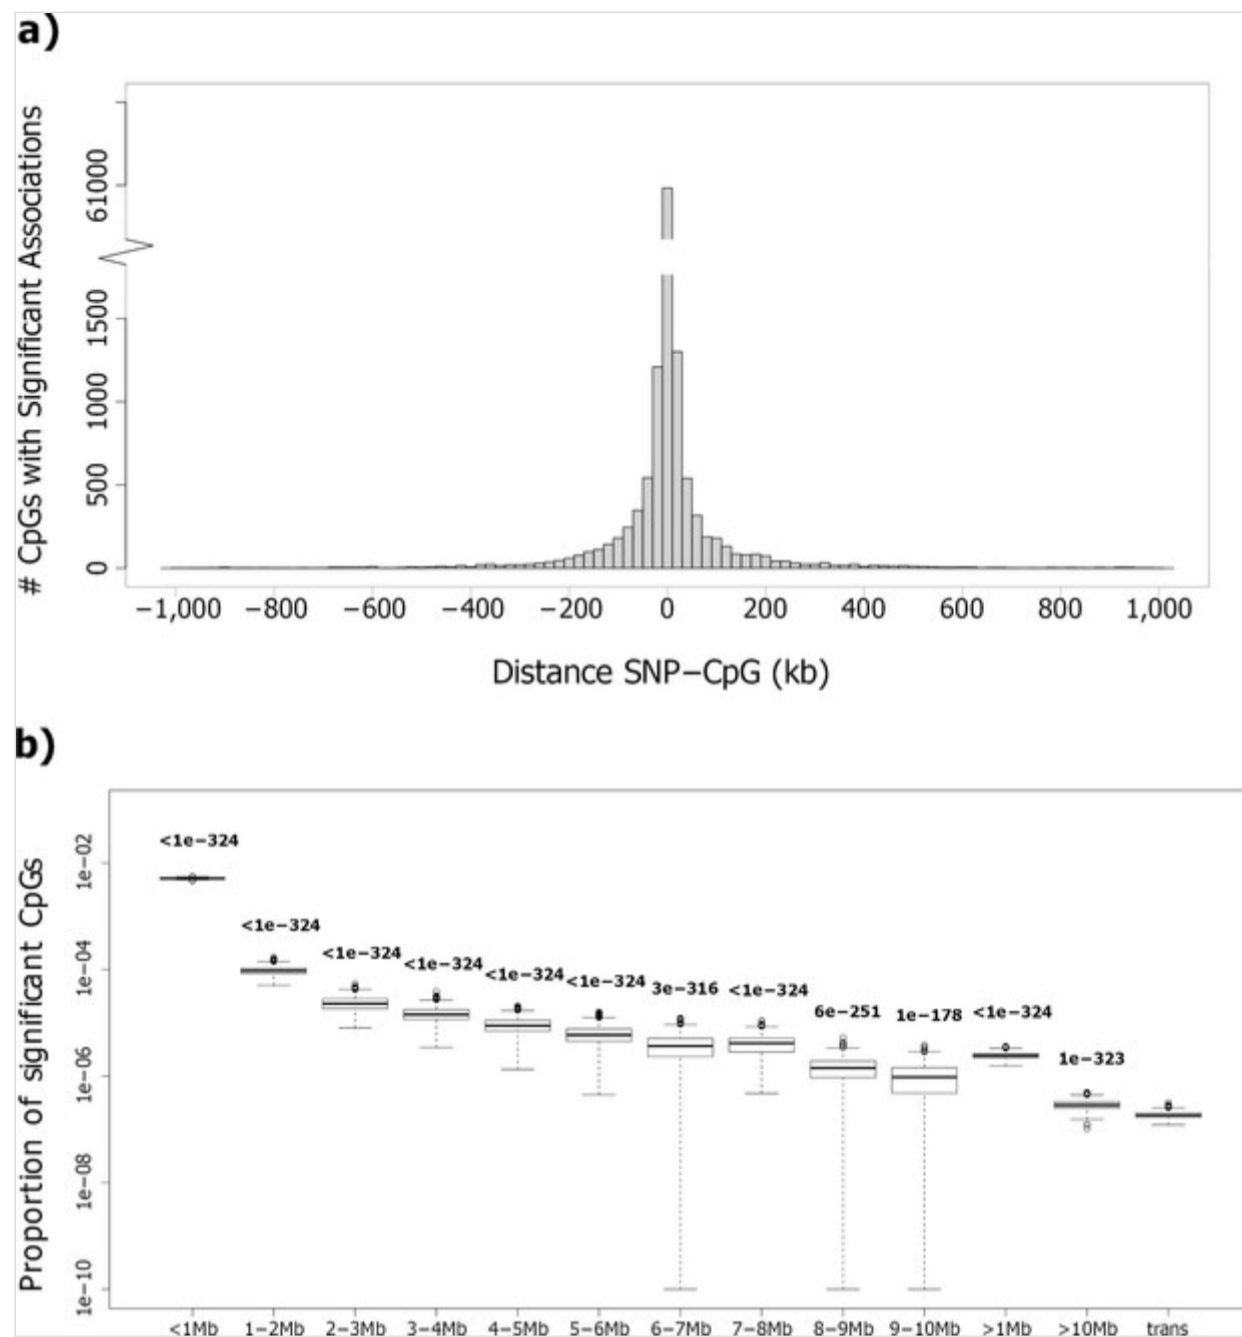 a)
# CpGs with Significant Associations
61000
1500
1000
500
0
−1,000 −800 −600 −400 −200 0 200 400 600 800 1,000
Distance SNP−CpG (kb)
b)
Proportion of significant CpGs
1e−02
1e−04
1e−06
1e−08
1e−10
<1e−324
<1e−324
<1e−324
<1e−324
<1e−324
<1e−324
3e−316
<1e−324
6e−251
1e−178
<1e−324
1e−323
<1Mb 1−2Mb 2−3Mb 3−4Mb 4−5Mb 5−6Mb 6−7Mb 7−8Mb 8−9Mb 9−10Mb >1Mb >10Mb trans